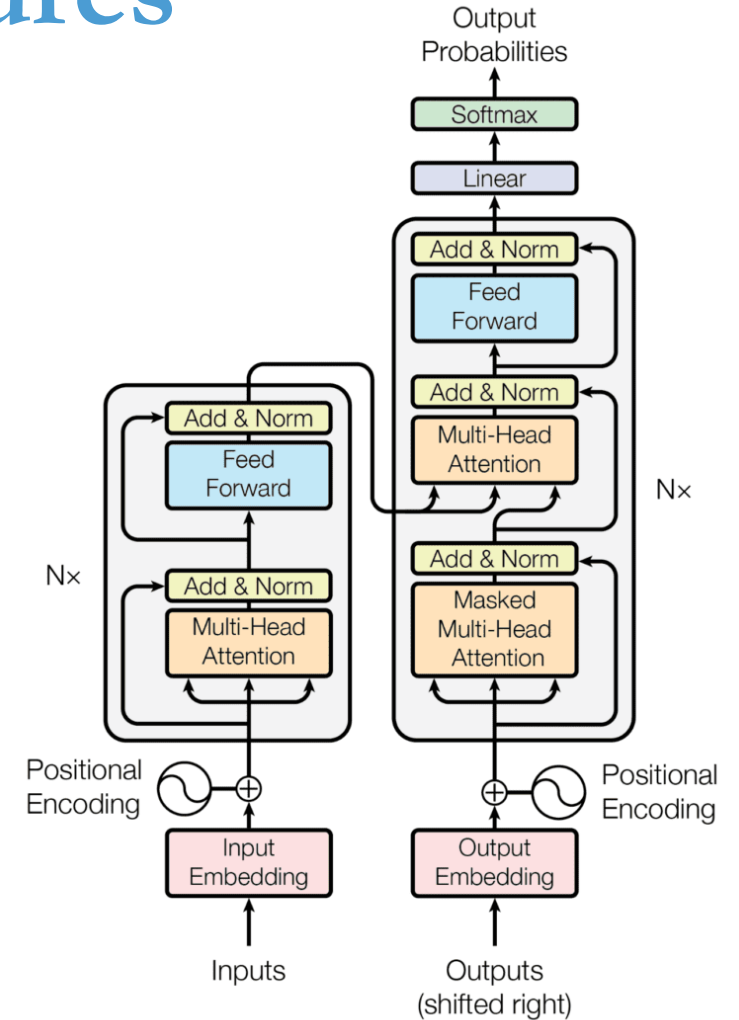 Output
Probabilities
Softmax
Linear
Add & Norm
Feed
Forward
Add & Norm
Multi-Head
Attention
Add & Norm
Masked
Multi-Head
Attention
Nx
Add & Norm
Feed
Forward
Add & Norm
Multi-Head
Attention
Nx
Positional
Encoding
Positional
Encoding
Input
Embedding
Output
Embedding
Inputs
Outputs
(shifted right)